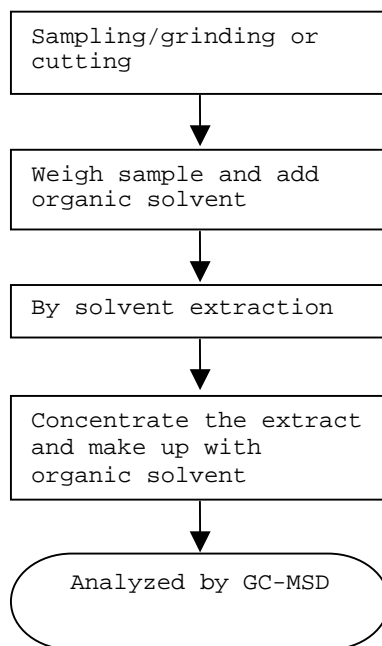 Sampling/grinding or
cutting
Weigh sample and add
organic solvent
By solvent extraction
Concentrate the extract
and make up with
organic solvent
Analyzed by GC-MSD